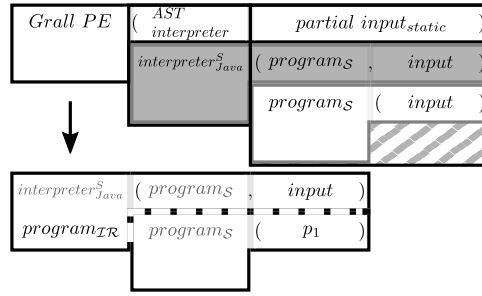 Grall PE ( AST interpreter partial input_static )
interpreter^S_Java ( program_S , input )
program_S ( input )
interpreter^S_Java ( program_S , input )
program_IR program_S ( p_1 )